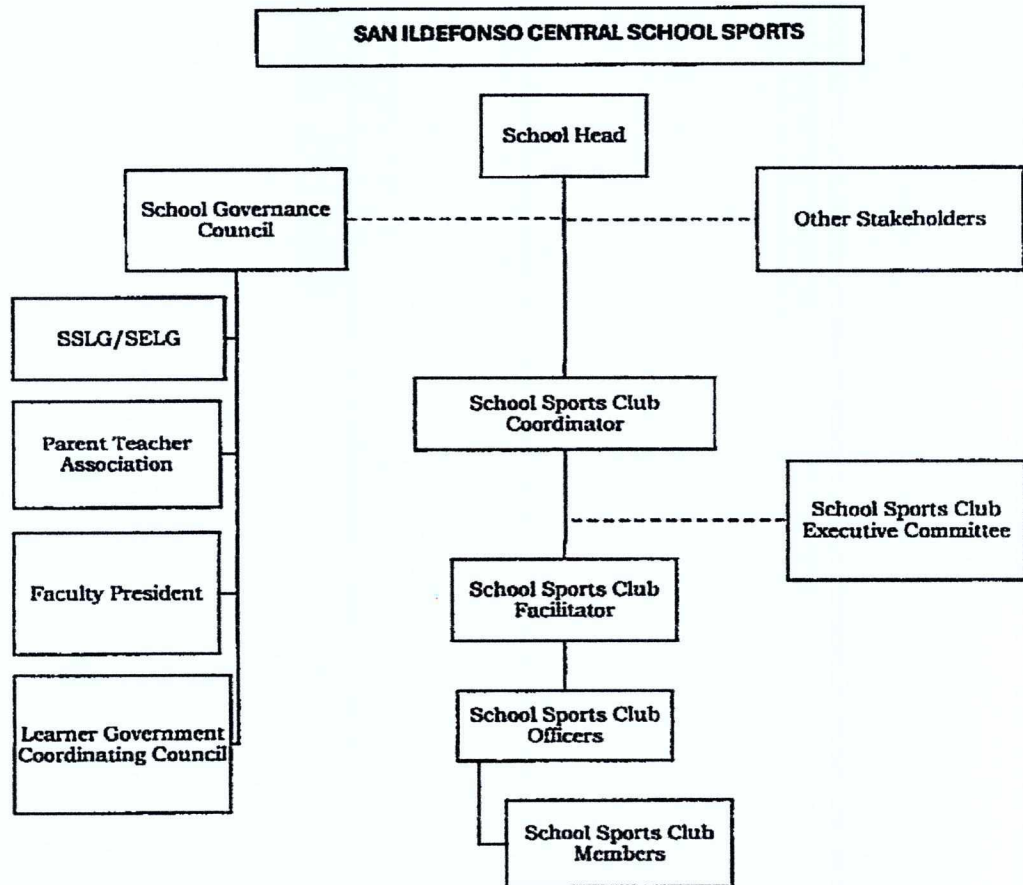 SAN ILDEFONSO CENTRAL SCHOOL SPORTS
School Head
School Governance
Council
Other Stakeholders
SSLG/SELG
School Sports Club
Coordinator
Parent Teacher
Association
School Sports Club
Executive Committee
Faculty President
School Sports Club
Facilitator
Learner Government
Coordinating Council
School Sports Club
Officers
School Sports Club
Members